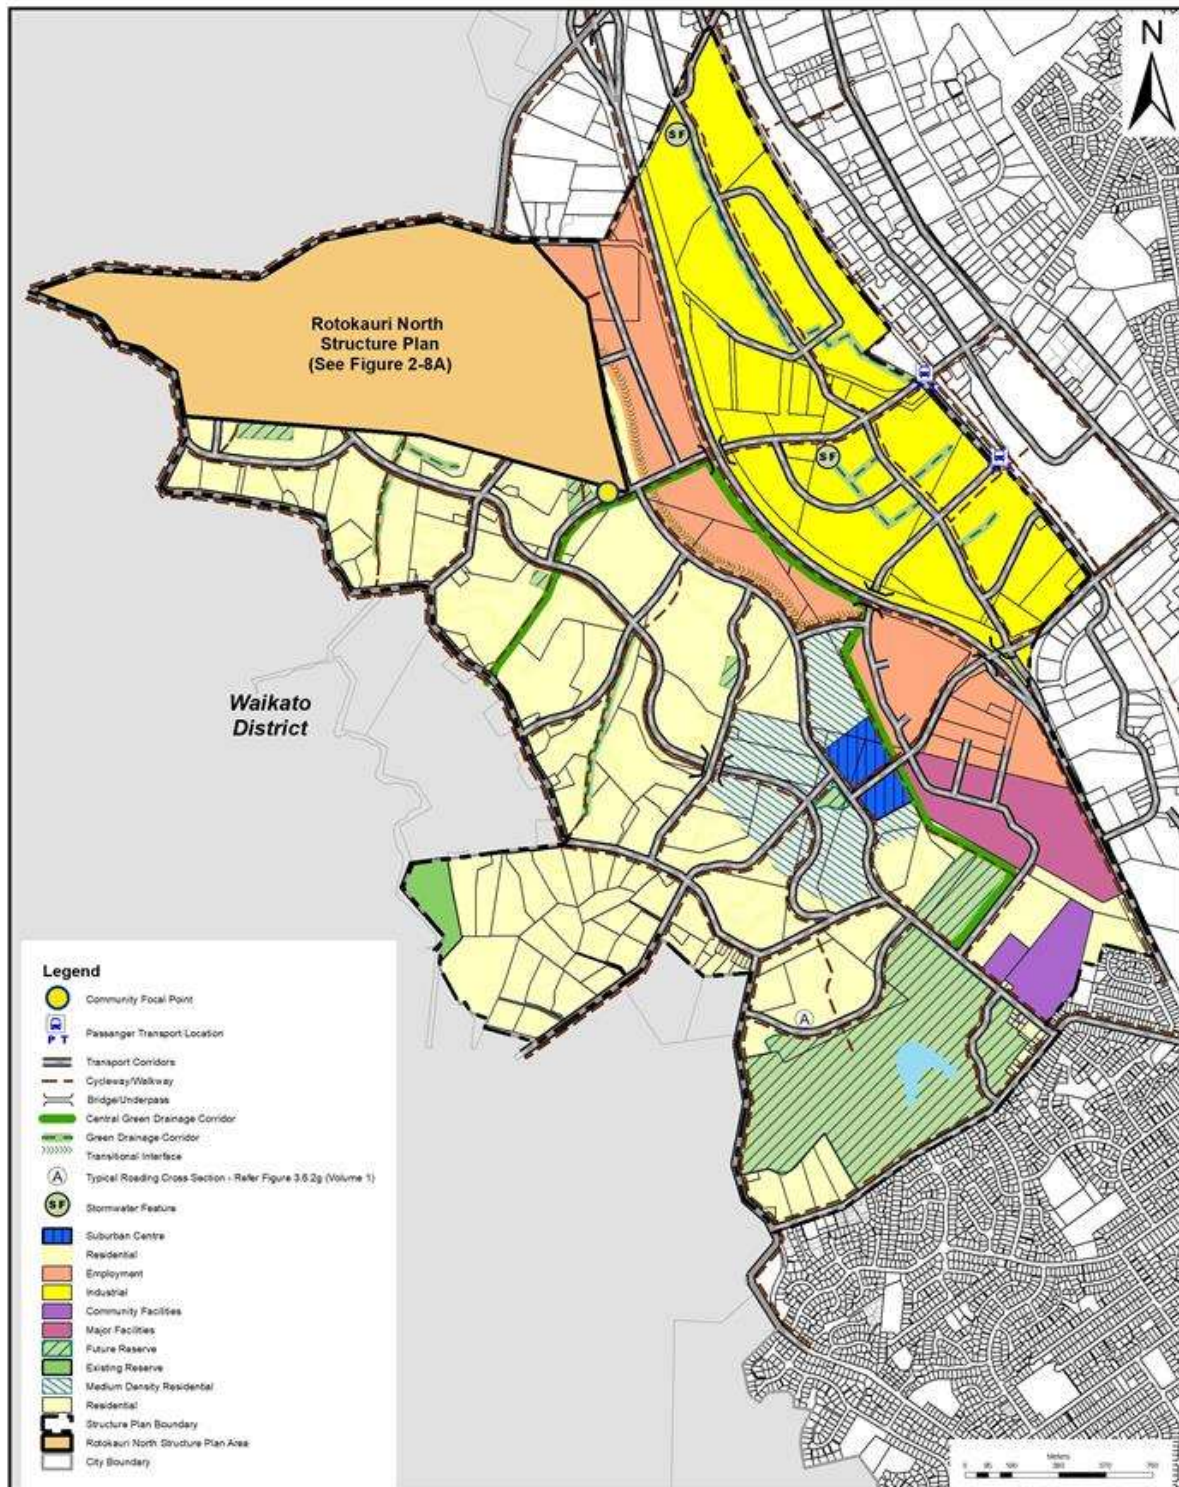 N
SF
Rotokauri North
Structure Plan
(See Figure 2-8A)
SF
Waikato
District
A
Legend
Community Focal Point
PT
Passanger Transport Location
Transport Corridors
Cycleway/Walkway
Bridge/Underpass
Central Green Drainage Corridor
Green Drainage Corridor
Transitional Interface
A Typical Roading Cross Section - Refer Figure 3.6.2g (Volume 1)
SF Stormwater Feature
Suburban Centre
Residential
Employment
Industrial
Community Facilities
Major Facilities
Future Reserve
Existing Reserve
Medium Density Residential
Residential
Structure Plan Boundary
Rotokauri North Structure Plan Area
City Boundary
Meters
0